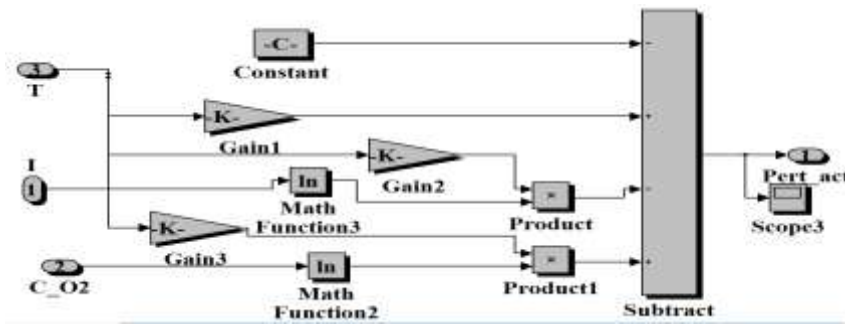 -C-
Constant
3
T
-K-
Gain1
-K-
Gain2
I
1
ln
Math
Function3
×
Product
1
Pert_act
Scope3
-K-
Gain3
2
C_O2
ln
Math
Function2
×
Product1
Subtract